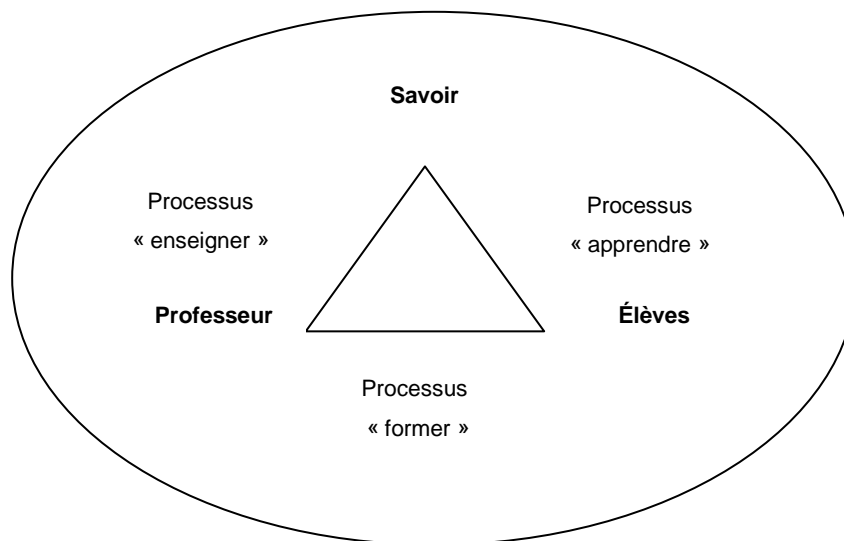 Savoir
Processus
« enseigner »
Processus
« apprendre »
Professeur
Élèves
Processus
« former »